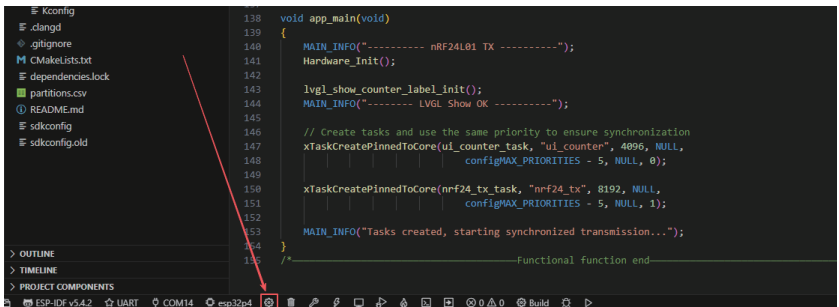 Kconfig
.clangd
.gitignore
CMakeLists.txt
dependencies.lock
partitions.csv
README.md
sdkconfig
sdkconfig.old
> OUTLINE
> TIMELINE
> PROJECT COMPONENTS
138 void app_main(void)
139 {
140 MAIN_INFO("---------- nRF24L01 TX ----------");
141 Hardware_Init();
142
143 lvgl_show_counter_label_init();
144 MAIN_INFO("-------- LVGL Show OK ----------");
145
146 // Create tasks and use the same priority to ensure synchronization
147 xTaskCreatePinnedToCore(ui_counter_task, "ui_counter", 4096, NULL,
148 configMAX_PRIORITIES - 5, NULL, 0);
149
150 xTaskCreatePinnedToCore(nrf24_tx_task, "nrf24_tx", 8192, NULL,
151 configMAX_PRIORITIES - 5, NULL, 1);
152
153 MAIN_INFO("Tasks created, starting synchronized transmission...");
154 }
155 /*————————————————Functional function end————————————————
ESP-IDF v5.4.2 UART COM14 esp32p4 0 0 Build